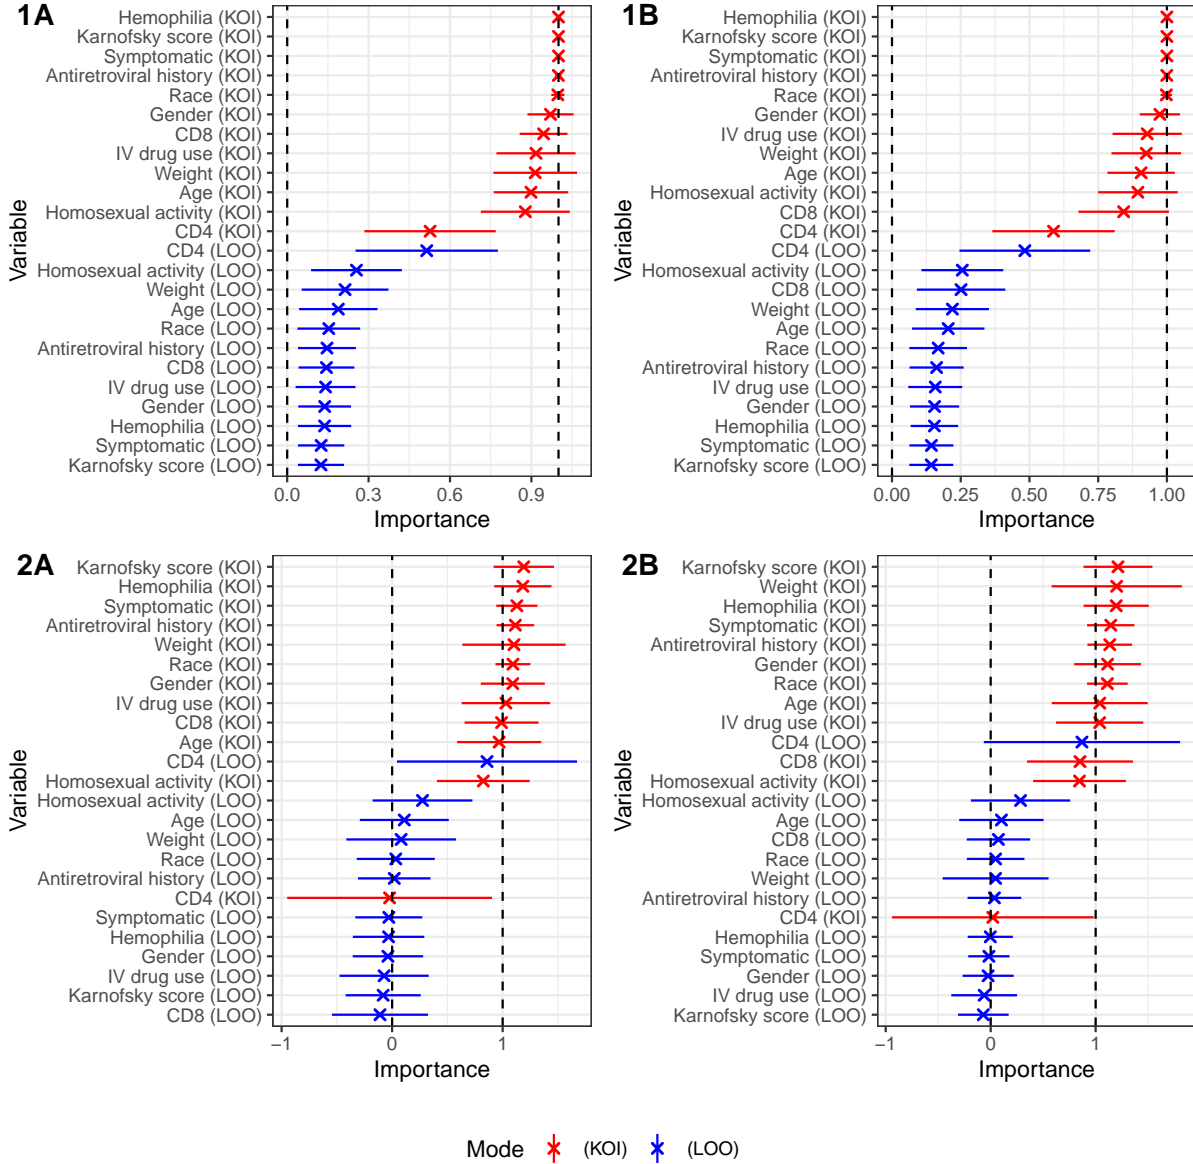 1A
Variable
Hemophilia (KOI)
Karnofsky score (KOI)
Symptomatic (KOI)
Antiretroviral history (KOI)
Race (KOI)
Gender (KOI)
CD8 (KOI)
IV drug use (KOI)
Weight (KOI)
Age (KOI)
Homosexual activity (KOI)
CD4 (KOI)
CD4 (LOO)
Homosexual activity (LOO)
Weight (LOO)
Age (LOO)
Race (LOO)
Antiretroviral history (LOO)
CD8 (LOO)
IV drug use (LOO)
Gender (LOO)
Hemophilia (LOO)
Symptomatic (LOO)
Karnofsky score (LOO)
0.0 0.3 0.6 0.9
Importance
1B
Variable
Hemophilia (KOI)
Karnofsky score (KOI)
Symptomatic (KOI)
Antiretroviral history (KOI)
Race (KOI)
Gender (KOI)
IV drug use (KOI)
Weight (KOI)
Age (KOI)
Homosexual activity (KOI)
CD8 (KOI)
CD4 (KOI)
CD4 (LOO)
Homosexual activity (LOO)
CD8 (LOO)
Weight (LOO)
Age (LOO)
Race (LOO)
Antiretroviral history (LOO)
IV drug use (LOO)
Gender (LOO)
Hemophilia (LOO)
Symptomatic (LOO)
Karnofsky score (LOO)
0.00 0.25 0.50 0.75 1.00
Importance
2A
Variable
Karnofsky score (KOI)
Hemophilia (KOI)
Symptomatic (KOI)
Antiretroviral history (KOI)
Weight (KOI)
Race (KOI)
Gender (KOI)
IV drug use (KOI)
CD8 (KOI)
Age (KOI)
CD4 (LOO)
Homosexual activity (KOI)
Homosexual activity (LOO)
Age (LOO)
Weight (LOO)
Race (LOO)
Antiretroviral history (LOO)
CD4 (KOI)
Symptomatic (LOO)
Hemophilia (LOO)
Gender (LOO)
IV drug use (LOO)
Karnofsky score (LOO)
CD8 (LOO)
−1 0 1
Importance
2B
Variable
Karnofsky score (KOI)
Weight (KOI)
Hemophilia (KOI)
Symptomatic (KOI)
Antiretroviral history (KOI)
Gender (KOI)
Race (KOI)
Age (KOI)
IV drug use (KOI)
CD4 (LOO)
CD8 (KOI)
Homosexual activity (KOI)
Homosexual activity (LOO)
Age (LOO)
CD8 (LOO)
Race (LOO)
Weight (LOO)
Antiretroviral history (LOO)
CD4 (KOI)
Hemophilia (LOO)
Symptomatic (LOO)
Gender (LOO)
IV drug use (LOO)
Karnofsky score (LOO)
−1 0 1
Importance
Mode (KOI) (LOO)